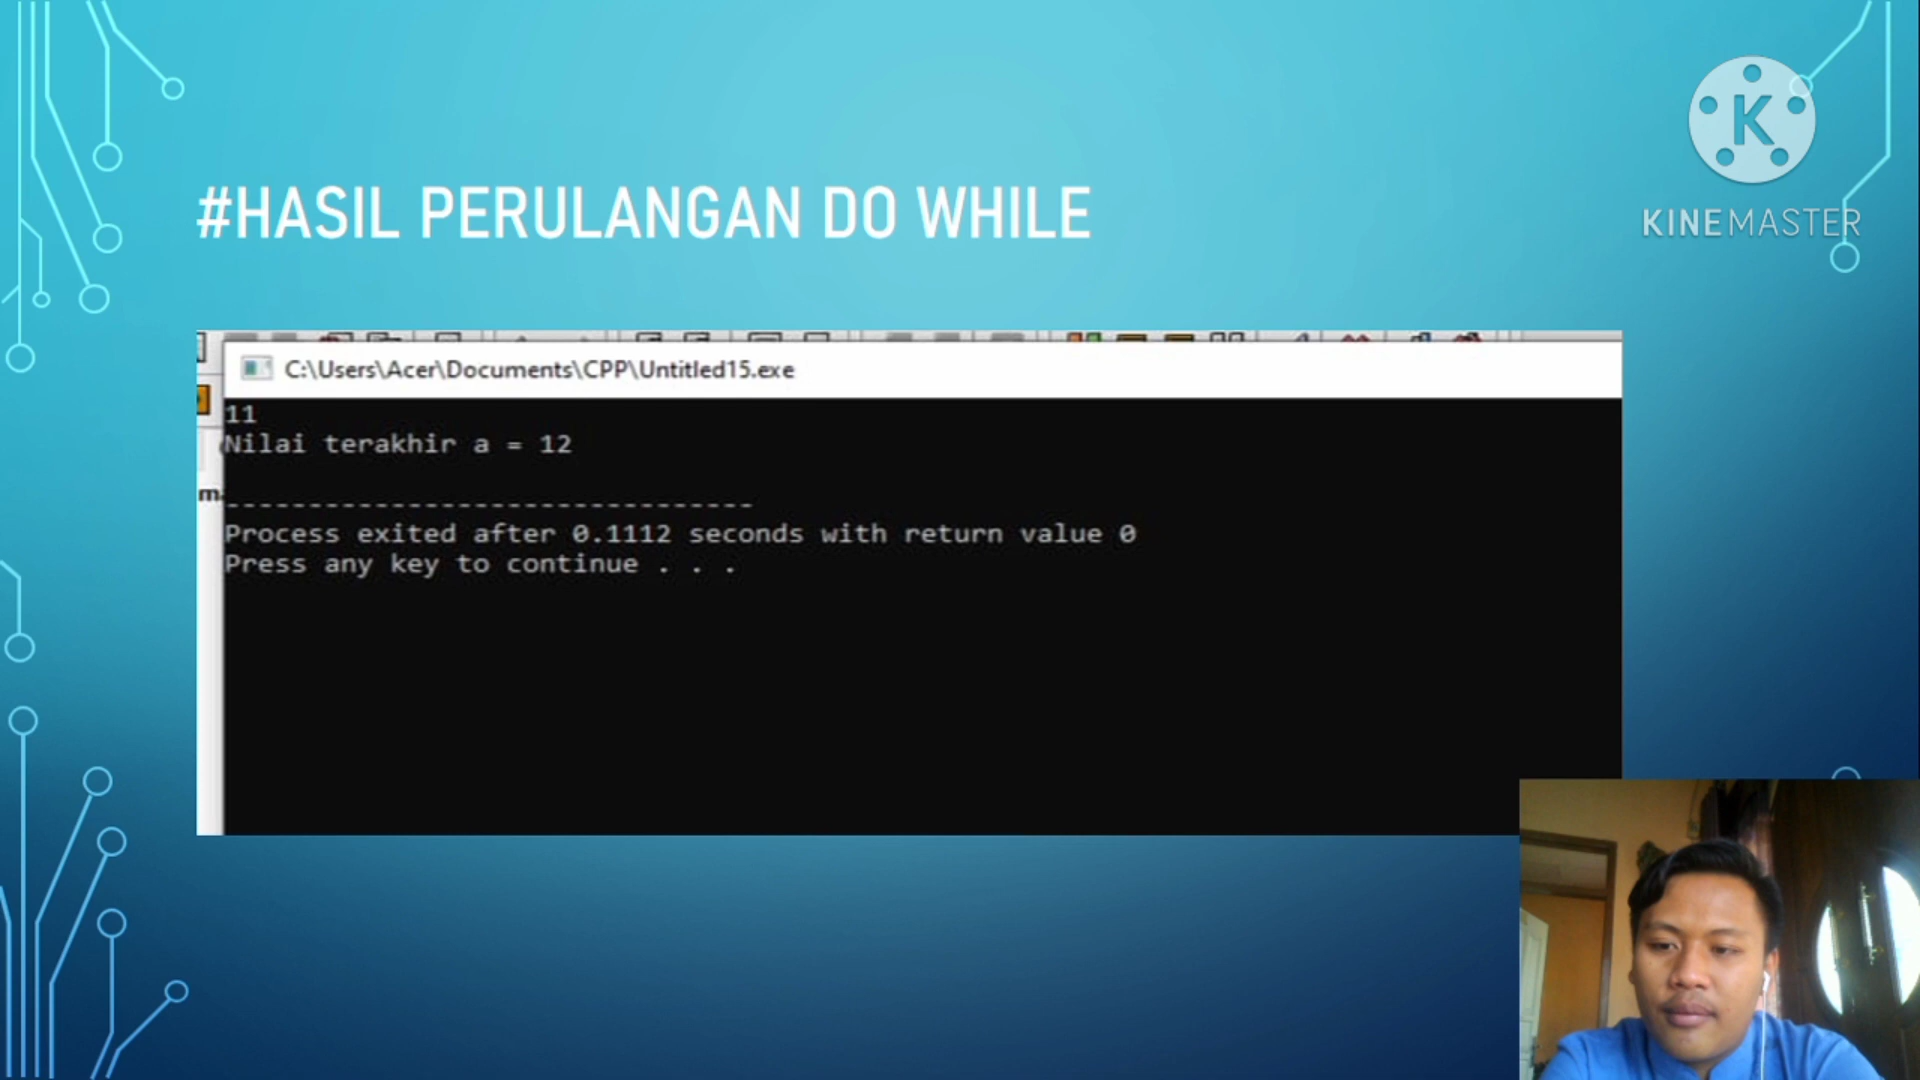 #HASIL PERULANGAN DO WHILE
K
KINEMASTER
C:\Users\Acer\Documents\CPP\Untitled15.exe
11
Nilai terakhir a = 12
--------------------------------
Process exited after 0.1112 seconds with return value 0
Press any key to continue . . .